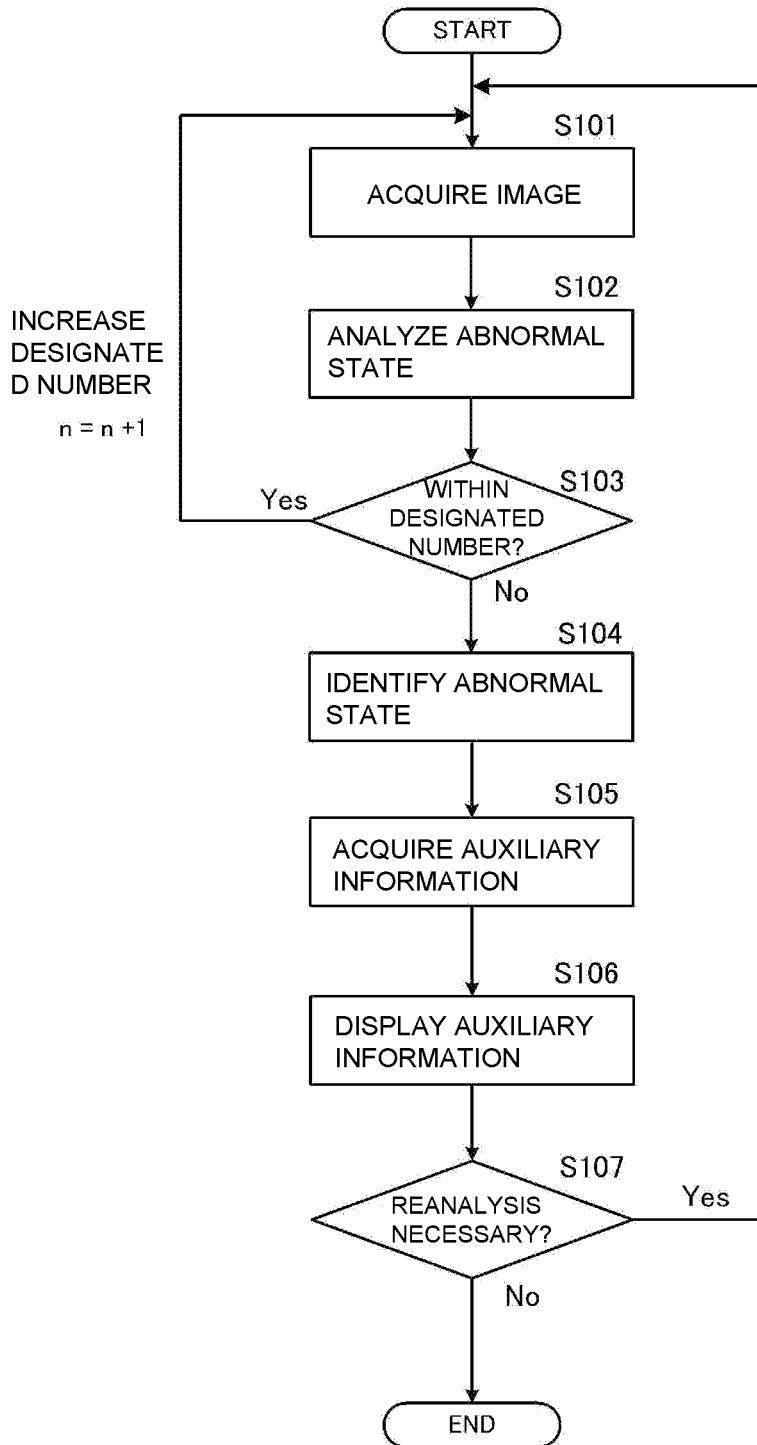 START
S101
ACQUIRE IMAGE
S102
ANALYZE ABNORMAL
STATE
INCREASE
DESIGNATE
D NUMBER
n = n +1
S103
WITHIN
DESIGNATED
NUMBER?
Yes
No
S104
IDENTIFY ABNORMAL
STATE
S105
ACQUIRE AUXILIARY
INFORMATION
S106
DISPLAY AUXILIARY
INFORMATION
S107
REANALYSIS
NECESSARY?
Yes
No
END